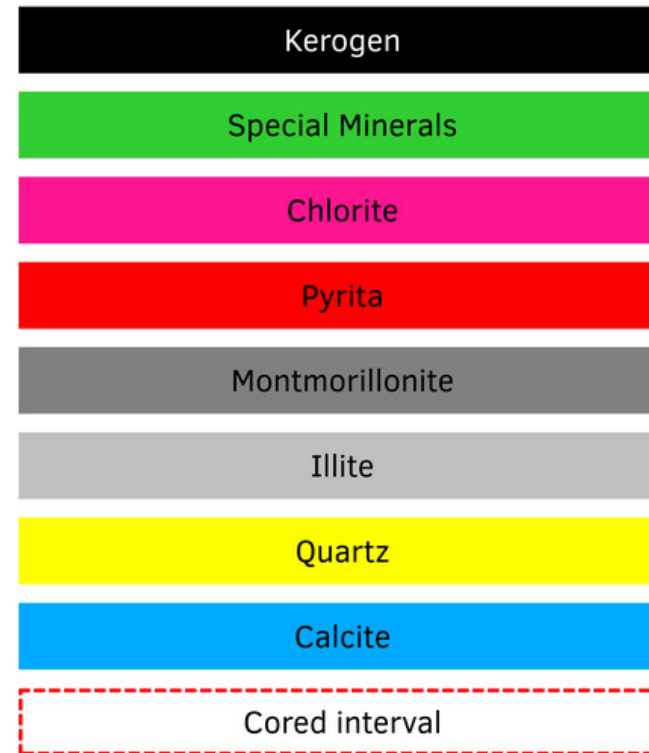 Kerogen
Special Minerals
Chlorite
Pyrita
Montmorillonite
Illite
Quartz
Calcite
Cored interval